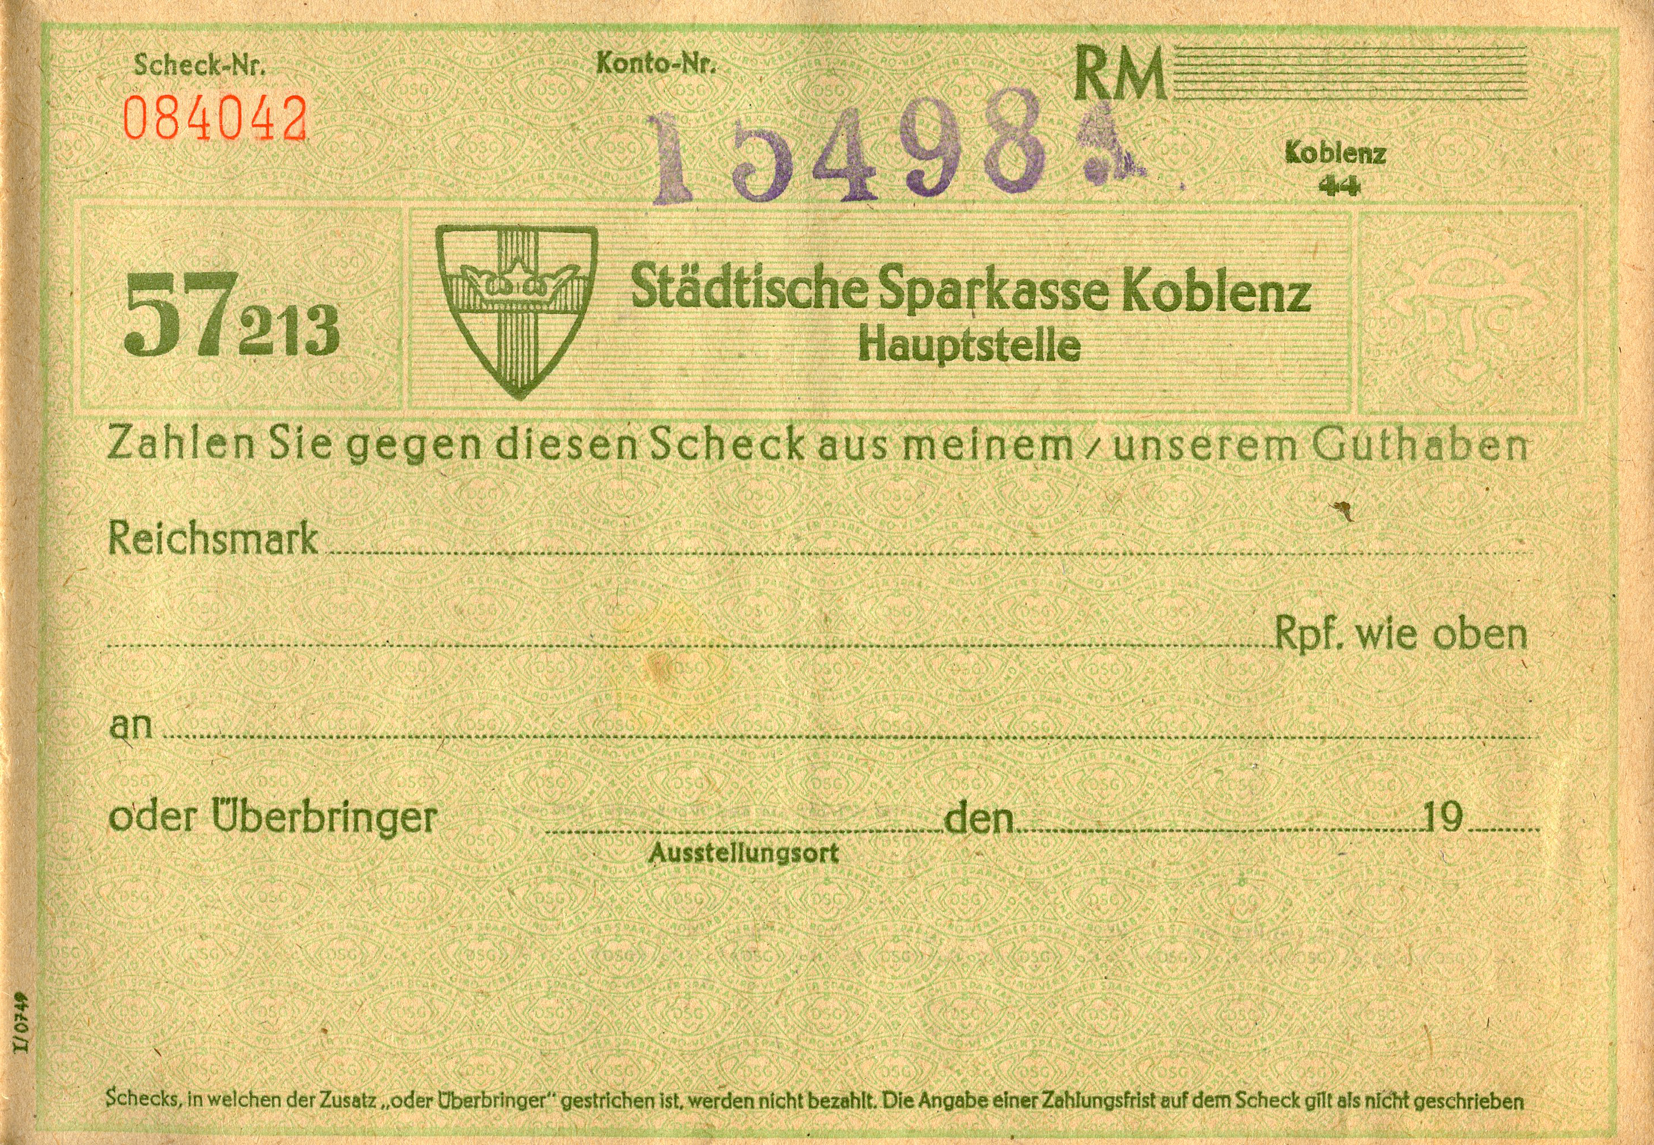 Scheck-Nr.
Konto-Nr.
RM
084042
15498
Koblenz
44
57213
Städtische Sparkasse Koblenz
Hauptstelle
Zahlen Sie gegen diesen Scheck aus meinem / unserem Guthaben
Reichsmark
Rpf. wie oben
an
oder Überbringer
den
19
Ausstellungsort
I/0749
Schecks, in welchen der Zusatz „oder Überbringer“ gestrichen ist, werden nicht bezahlt. Die Angabe einer Zahlungsfrist auf dem Scheck gilt als nicht geschrieben